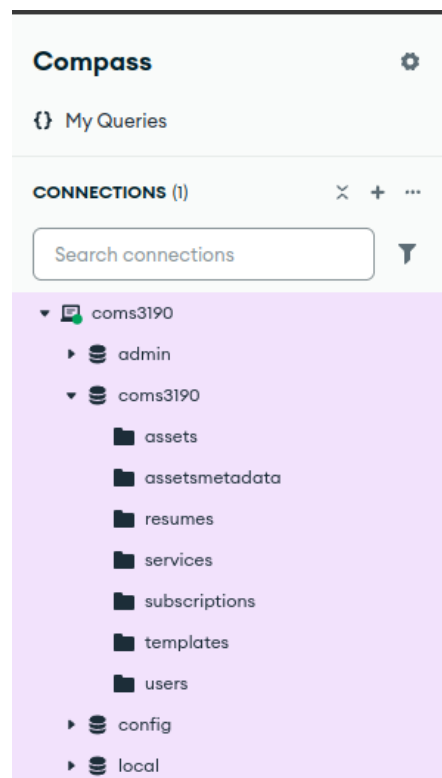 Compass
{} My Queries
CONNECTIONS (1)
Search connections
coms3190
admin
coms3190
assets
assetsmetadata
resumes
services
subscriptions
templates
users
config
local